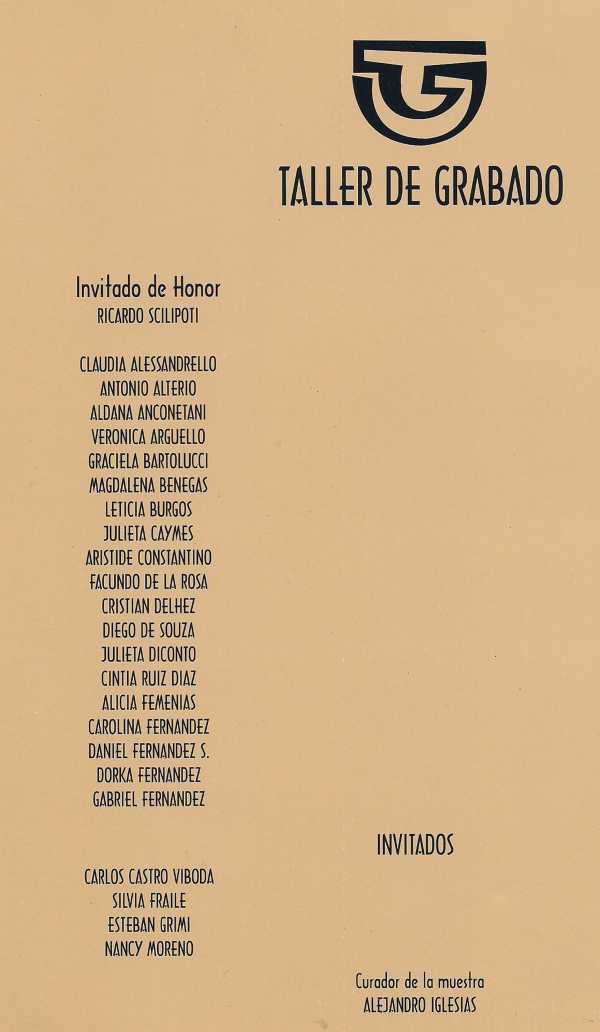 TALLER DE GRABADO
Invitado de Honor
RICARDO SCILIPOTI
CLAUDIA ALESSANDRELLO
ANTONIO ALTERIO
ALDANA ANCONETANI
VERONICA ARGUELLO
GRACIELA BARTOLUCCI
MAGDALENA BENEGAS
LETICIA BURGOS
JULIETA CAYMES
ARISTIDE CONSTANTINO
FACUNDO DE LA ROSA
CRISTIAN DELHEZ
DIEGO DE SOUZA
JULIETA DICONTO
CINTIA RUIZ DIAZ
ALICIA FEMENIAS
CAROLINA FERNANDEZ
DANIEL FERNANDEZ S.
DORKA FERNANDEZ
GABRIEL FERNANDEZ
INVITADOS
CARLOS CASTRO VIBODA
SILVIA FRAILE
ESTEBAN GRIMI
NANCY MORENO
Curador de la muestra
ALEJANDRO IGLESIAS